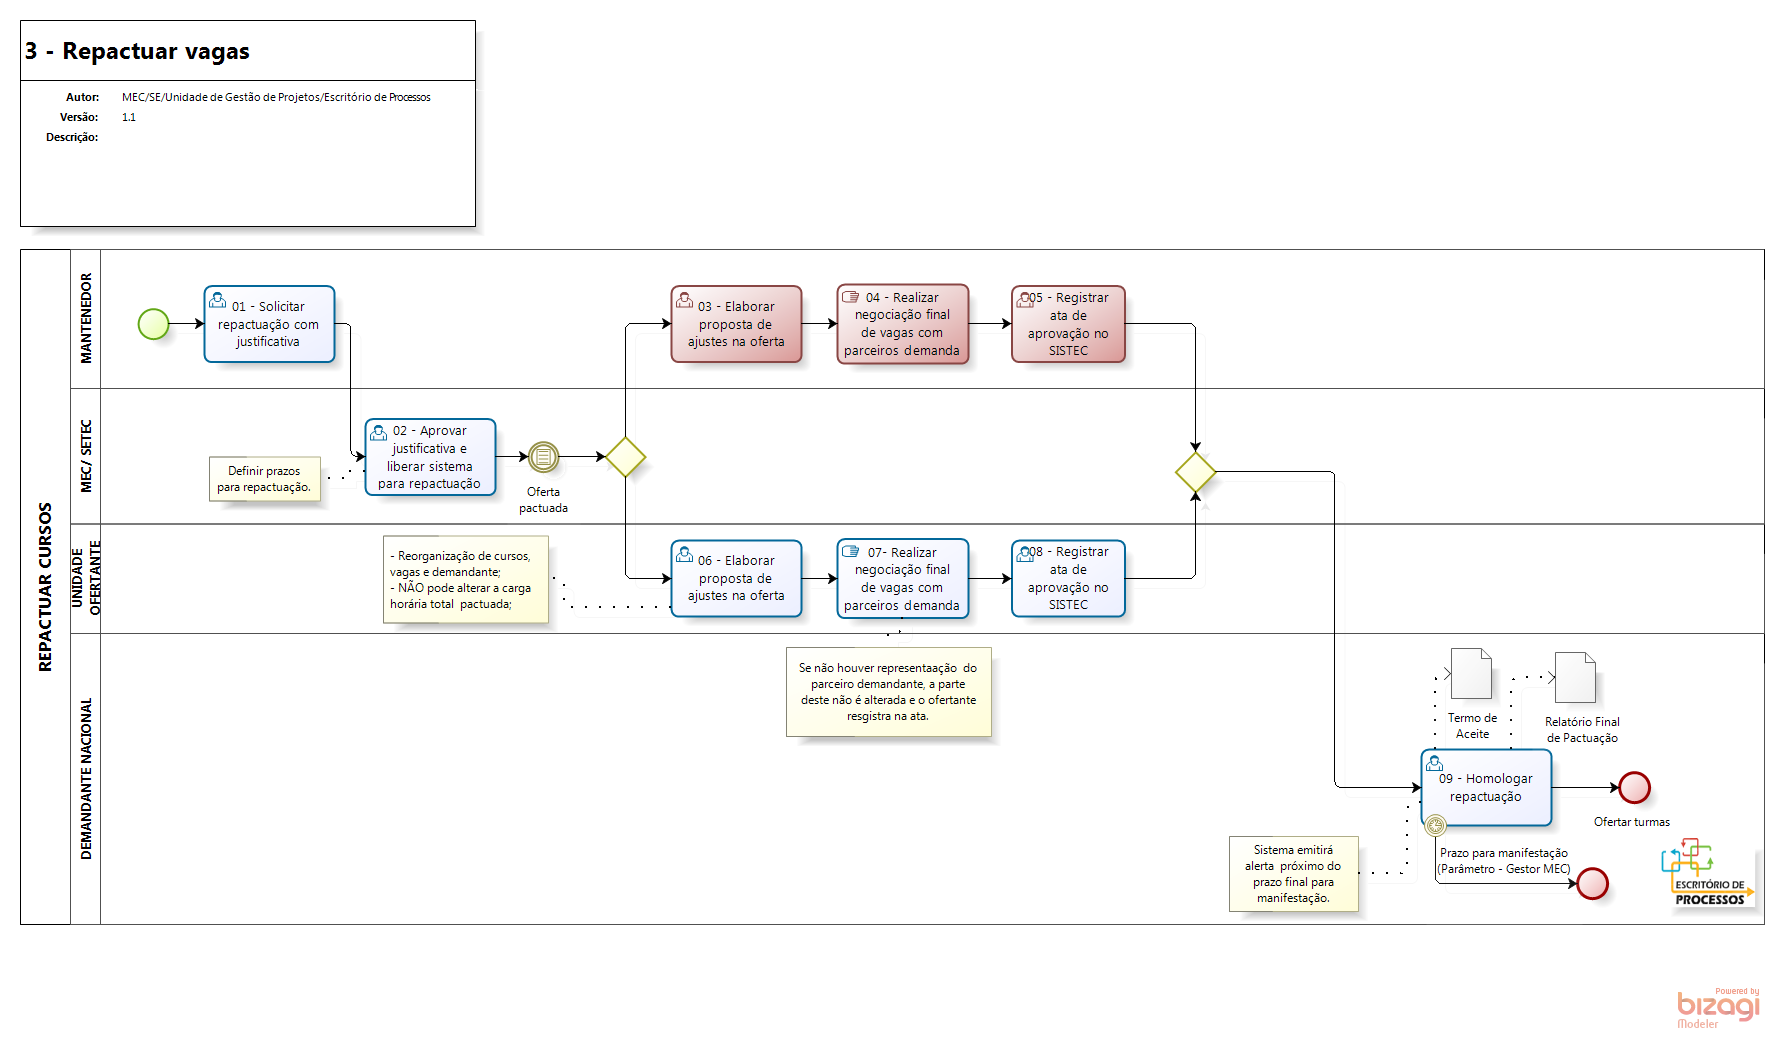 3 - Repactuar vagas
Autor: MEC/SE/Unidade de Gestão de Projetos/Escritório de Processos
Versão: 1.1
Descrição:
REPACTUAR CURSOS
MANTENEDOR
01 - Solicitar
repactuação com
justificativa
03 - Elaborar
proposta de
ajustes na oferta
04 - Realizar
negociação final
de vagas com
parceiros demanda
05 - Registrar
ata de
aprovação no
SISTEC
MEC/ SETEC
Definir prazos
para repactuação.
02 - Aprovar
justificativa e
liberar sistema
para repactuação
Oferta
pactuada
UNIDADE
OFERTANTE
- Reorganização de cursos,
vagas e demandante;
- NÃO pode alterar a carga
horária total pactuada;
06 - Elaborar
proposta de
ajustes na oferta
07- Realizar
negociação final
de vagas com
parceiros demanda
08 - Registrar
ata de
aprovação no
SISTEC
DEMANDANTE NACIONAL
Se não houver representaação do
parceiro demandante, a parte
deste não é alterada e o ofertante
resgistra na ata.
Termo de
Aceite
Relatório Final
de Pactuação
09 - Homologar
repactuação
Ofertar turmas
Sistema emitirá
alerta próximo do
prazo final para
manifestação.
Prazo para manifestação
(Parâmetro - Gestor MEC)
ESCRITÓRIO DE
PROCESSOS
Powered by
bizagi
Modeler